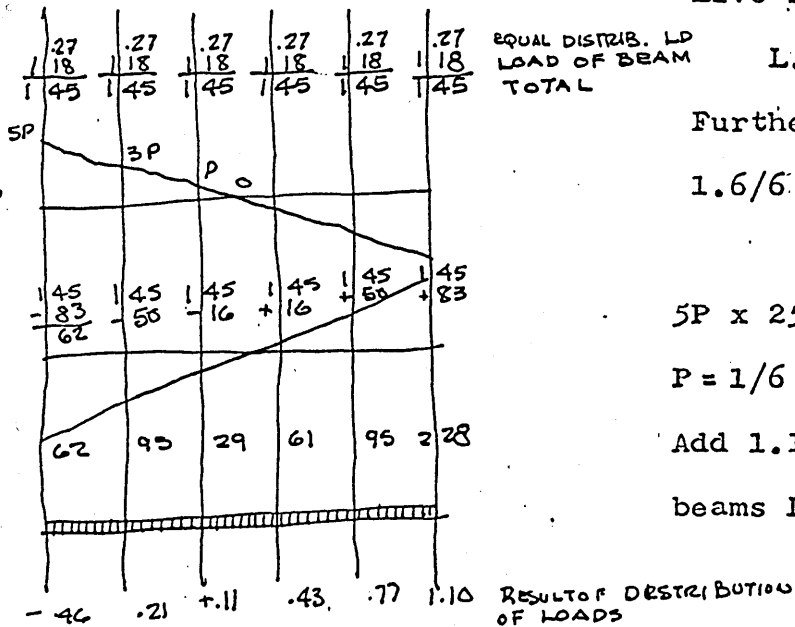 .27 .27 .27 .27 .27 .27 EQUAL DISTRIB. LD
1 18 1 18 1 18 1 18 1 18 1 18 LOAD OF BEAM
1 45 1 45 1 45 1 45 1 45 1 45 TOTAL
Furthe
1.6/6
5P 3P P O
1 45 1 45 1 45 1 45 1 45 1 45
- 83 - 50 - 16 + 16 + 50 + 83
62
5P x 25
P = 1/6
62 95 29 61 95 2 28
Add 1.1
beams I
- 46 .21 +.11 .43 .77 1.10 RESULT OF DESTRIBUTION
OF LOADS